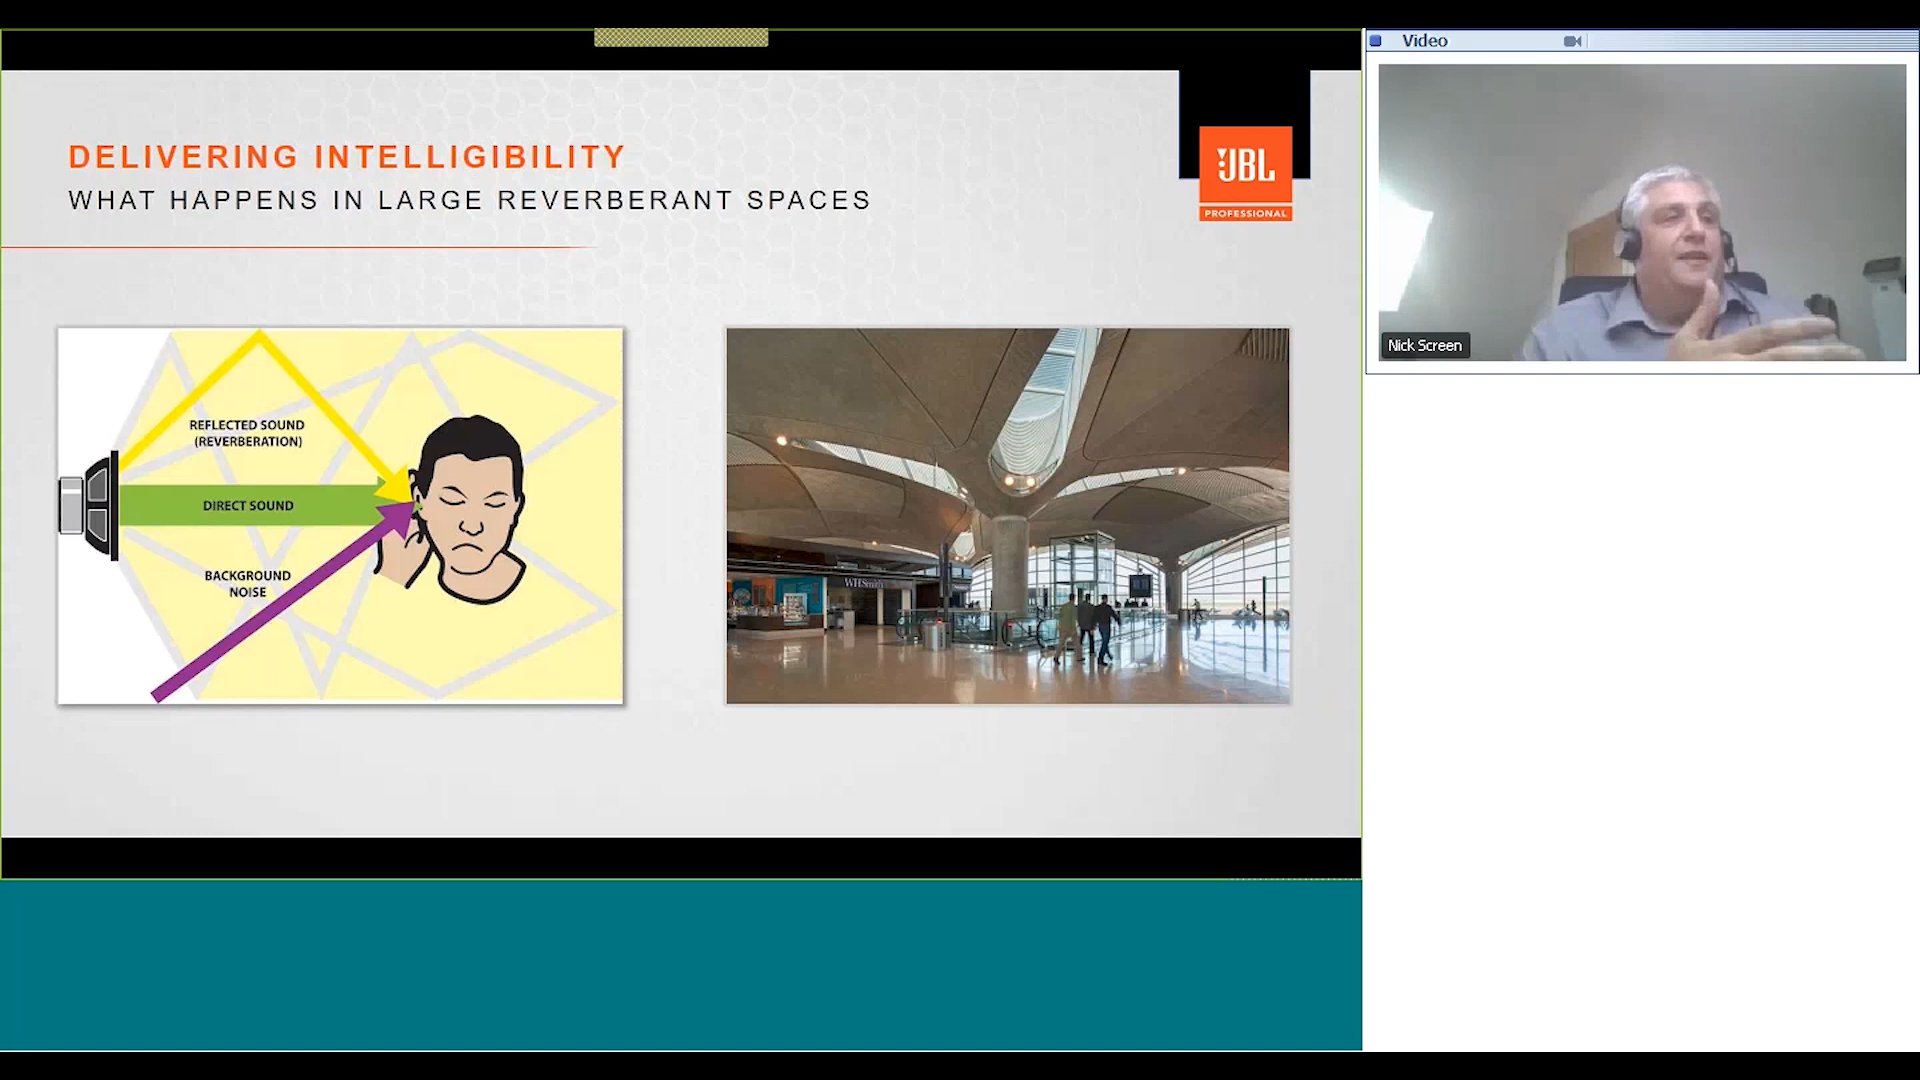 DELIVERING INTELLIGIBILITY
WHAT HAPPENS IN LARGE REVERBERANT SPACES
JBL
PROFESSIONAL
REFLECTED SOUND
(REVERBERATION)
DIRECT SOUND
BACKGROUND
NOISE
WHSmith
Video
Nick Screen